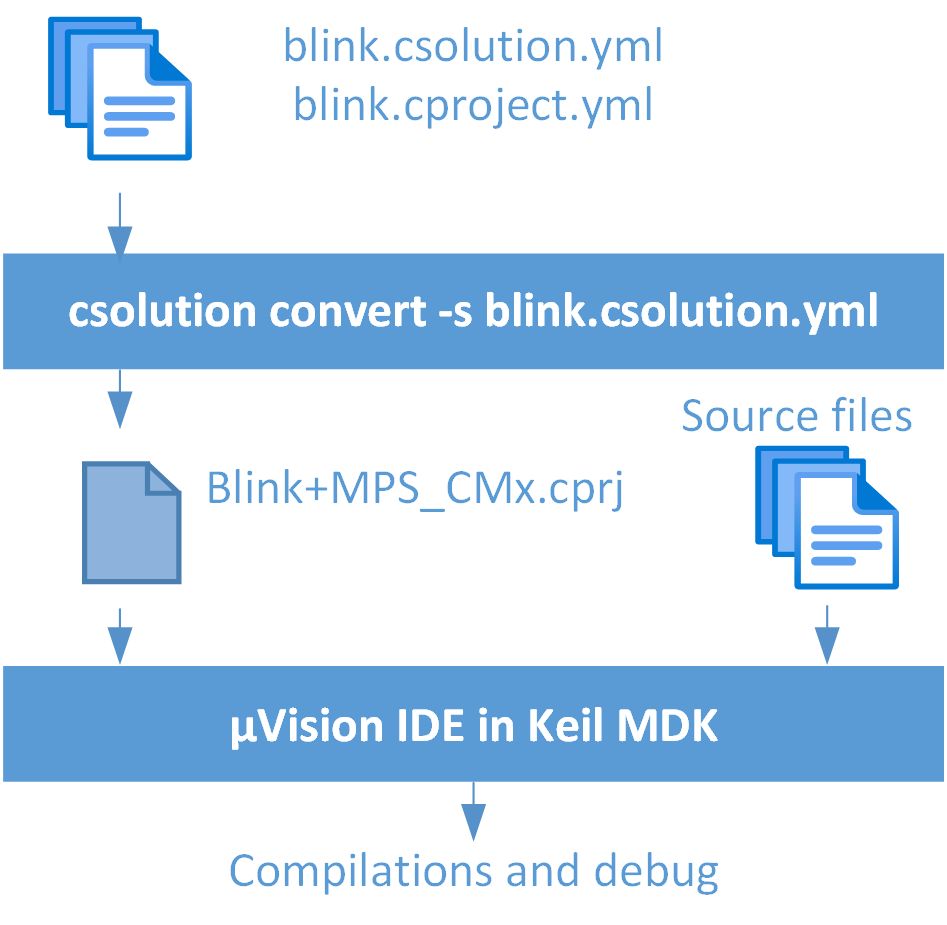 blink.csolution.yml
blink.cproject.yml
csolution convert -s blink.csolution.yml
Source files
Blink+MPS_CMx.cprj
µVision IDE in Keil MDK
Compilations and debug